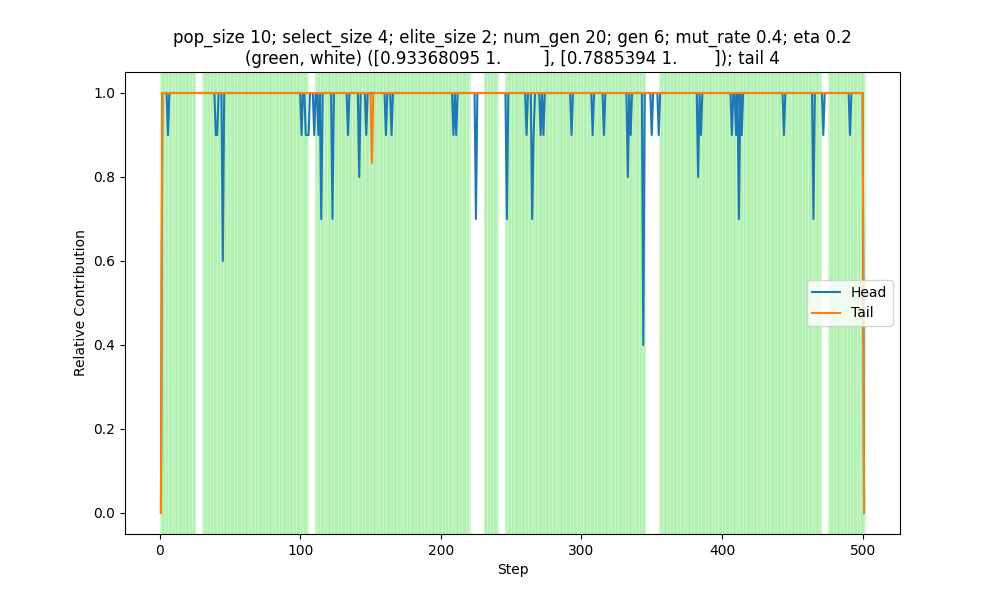 pop_size 10; select_size 4; elite_size 2; num_gen 20; gen 6; mut_rate 0.4; eta 0.2
(green, white) ([0.93368095 1.        ], [0.7885394 1.        ]); tail 4
1.0
0.8
0.6
0.4
0.2
0.0
Relative Contribution
Head
Tail
0
100
200
300
400
500
Step